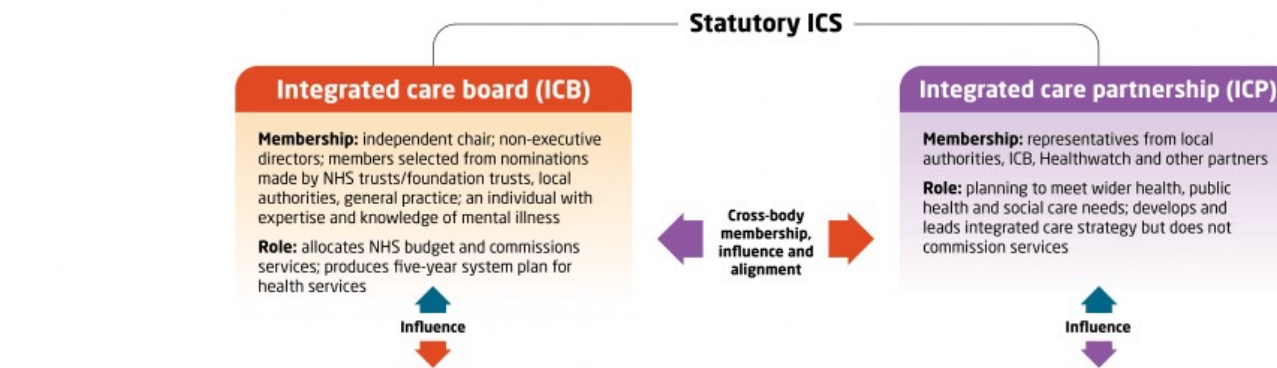 Statutory ICS
Integrated care board (ICB)
Membership: independent chair; non-executive
directors; members selected from nominations
made by NHS trusts/foundation trusts, local
authorities, general practice; an individual with
expertise and knowledge of mental illness
Role: allocates NHS budget and commissions
services; produces five-year system plan for
health services
Influence
Cross-body
membership,
influence and
alignment
Integrated care partnership (ICP)
Membership: representatives from local
authorities, ICB, Healthwatch and other partners
Role: planning to meet wider health, public
health and social care needs; develops and
leads integrated care strategy but does not
commission services
Influence